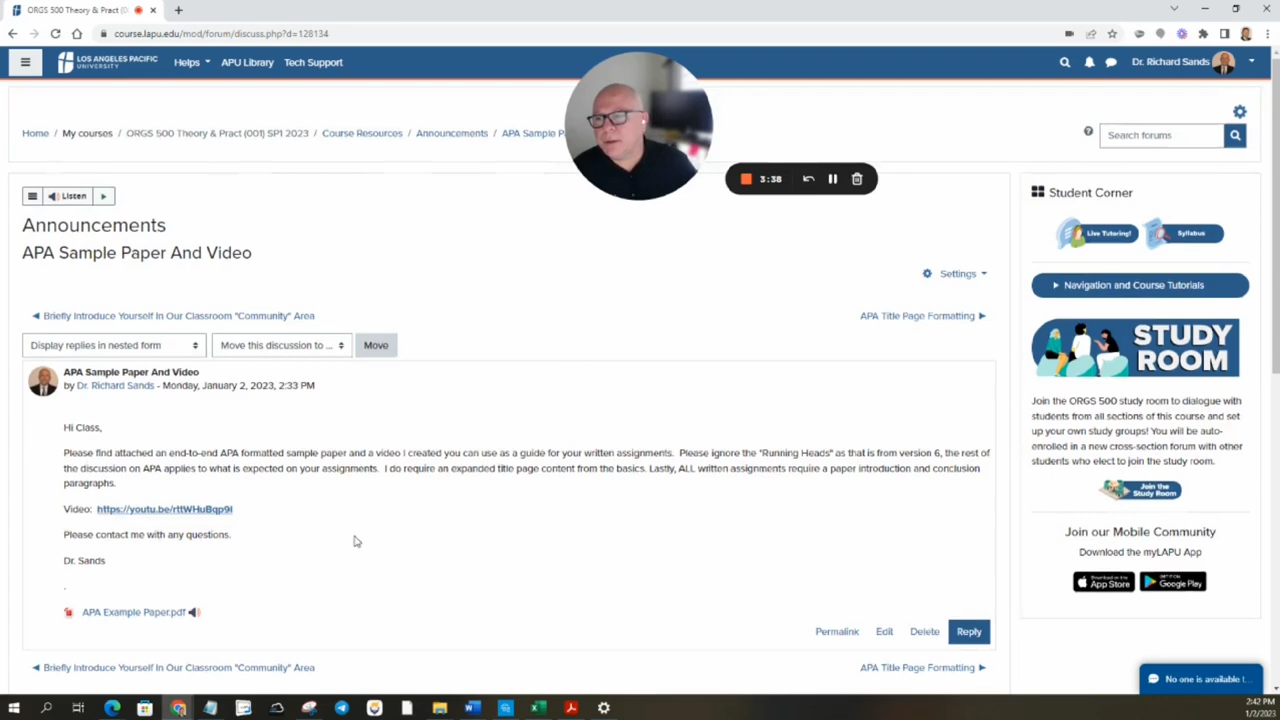 ORGS 500 Theory & Pract (
course.lapu.edu/mod/forum/discuss.php?d=128134
LOS ANGELES PACIFIC
UNIVERSITY
Helps
APU Library
Tech Support
Dr. Richard Sands
Home / My courses / ORGS 500 Theory & Pract (001) SP1 2023 / Course Resources / Announcements / APA Sample P
Search forums
3:38
Listen
Student Corner
Announcements
Live Tutoring!
Syllabus
APA Sample Paper And Video
Settings
Navigation and Course Tutorials
Briefly Introduce Yourself In Our Classroom "Community" Area
APA Title Page Formatting
Display replies in nested form
Move this discussion to ...
Move
STUDY
ROOM
APA Sample Paper And Video
by Dr. Richard Sands - Monday, January 2, 2023, 2:33 PM
Hi Class,
Please find attached an end-to-end APA formatted sample paper and a video I created you can use as a guide for your written assignments. Please ignore the "Running Heads" as that is from version 6, the rest of
the discussion on APA applies to what is expected on your assignments. I do require an expanded title page content from the basics. Lastly, ALL written assignments require a paper introduction and conclusion
paragraphs.
Video: https://youtu.be/rttWHuBqp9I
Please contact me with any questions.
Dr. Sands
.
APA Example Paper.pdf
Permalink
Edit
Delete
Reply
Briefly Introduce Yourself In Our Classroom "Community" Area
APA Title Page Formatting
Join the ORGS 500 study room to dialogue with
students from all sections of this course and set
up your own study groups! You will be auto-
enrolled in a new cross-section forum with other
students who elect to join the study room.
Join the
Study Room
Join our Mobile Community
Download the myLAPU App
Download on the
App Store
GET IT ON
Google Play
No one is available t...
2:42 PM
1/2/2023